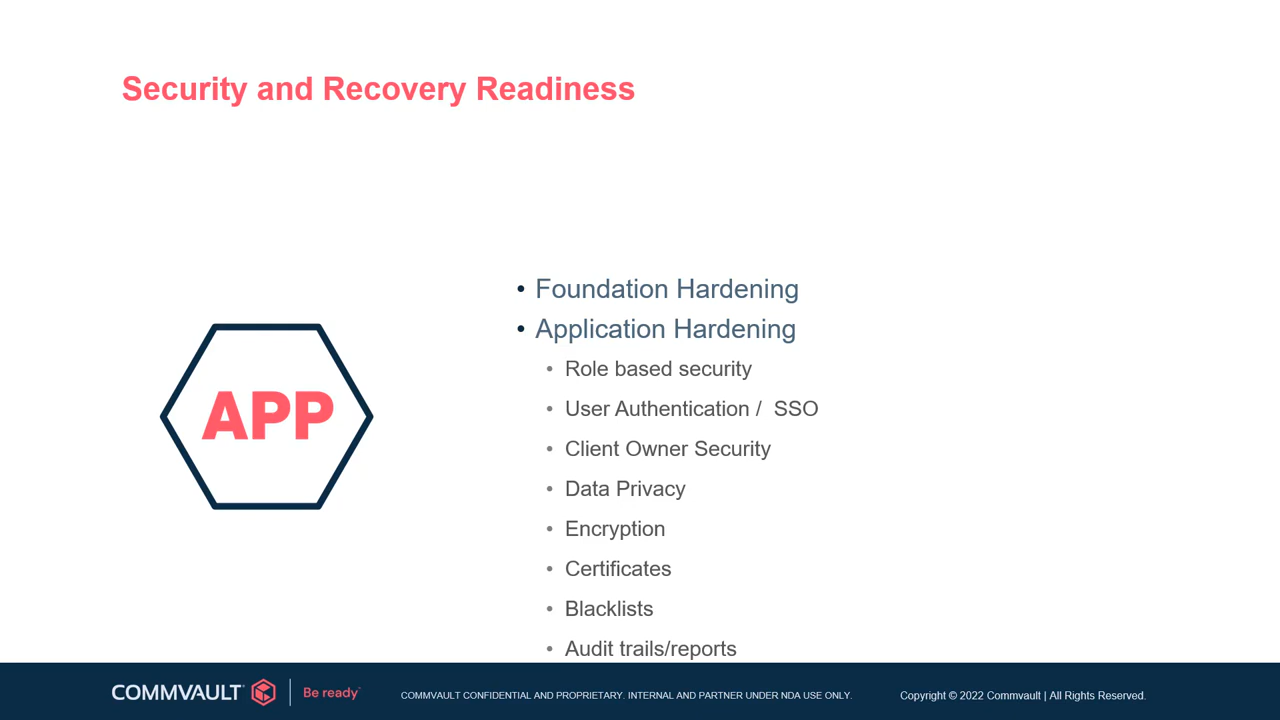 Security and Recovery Readiness
• Foundation Hardening
• Application Hardening
• Role based security
• User Authentication /  SSO
• Client Owner Security
• Data Privacy
• Encryption
• Certificates
• Blacklists
• Audit trails/reports
APP
COMMVAULT Be ready
COMMVAULT CONFIDENTIAL AND PROPRIETARY. INTERNAL AND PARTNER UNDER NDA USE ONLY.
Copyright © 2022 Commvault | All Rights Reserved.